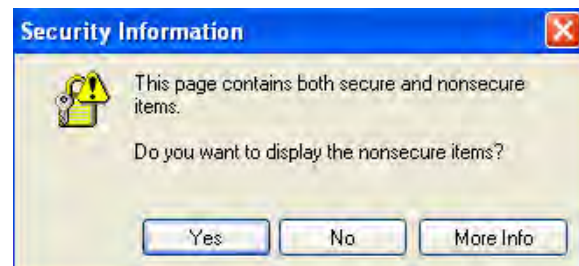 Security Information
This page contains both secure and nonsecure
items.
Do you want to display the nonsecure items?
Yes No More Info